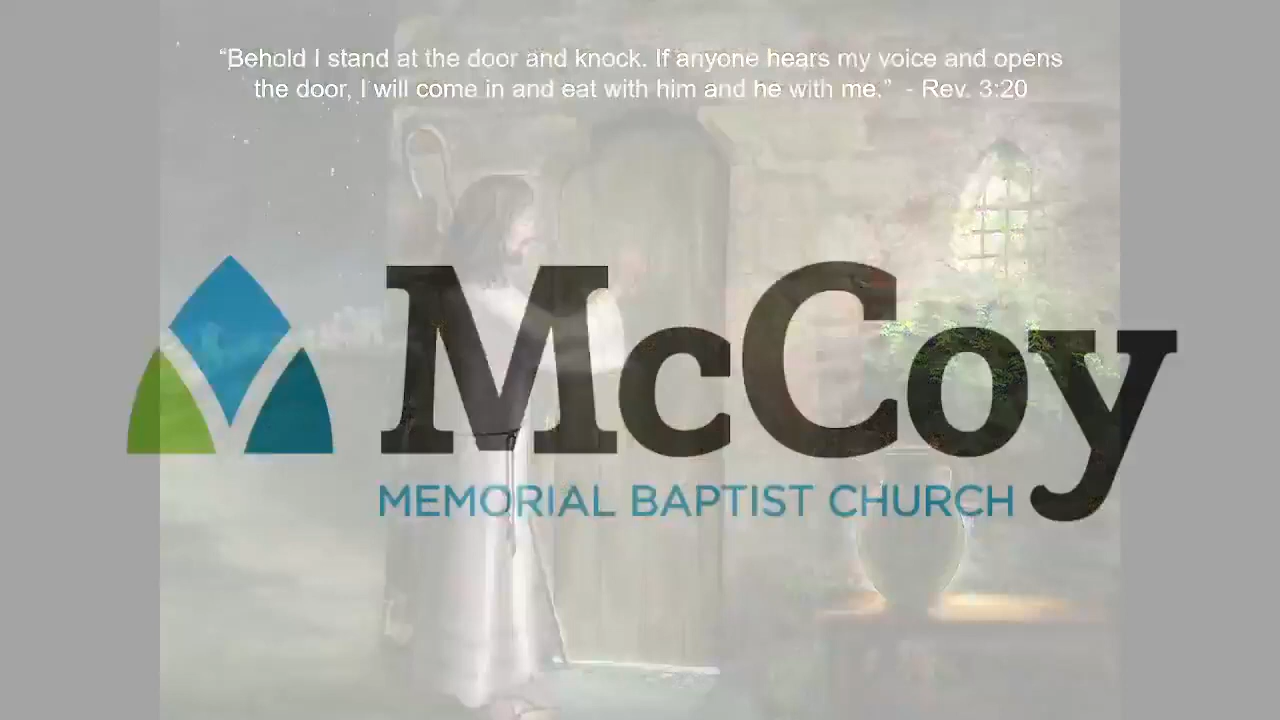 “Behold I stand at the door and knock. If anyone hears my voice and opens
the door, I will come in and eat with him and he with me.”  - Rev. 3:20
McCoy
MEMORIAL BAPTIST CHURCH